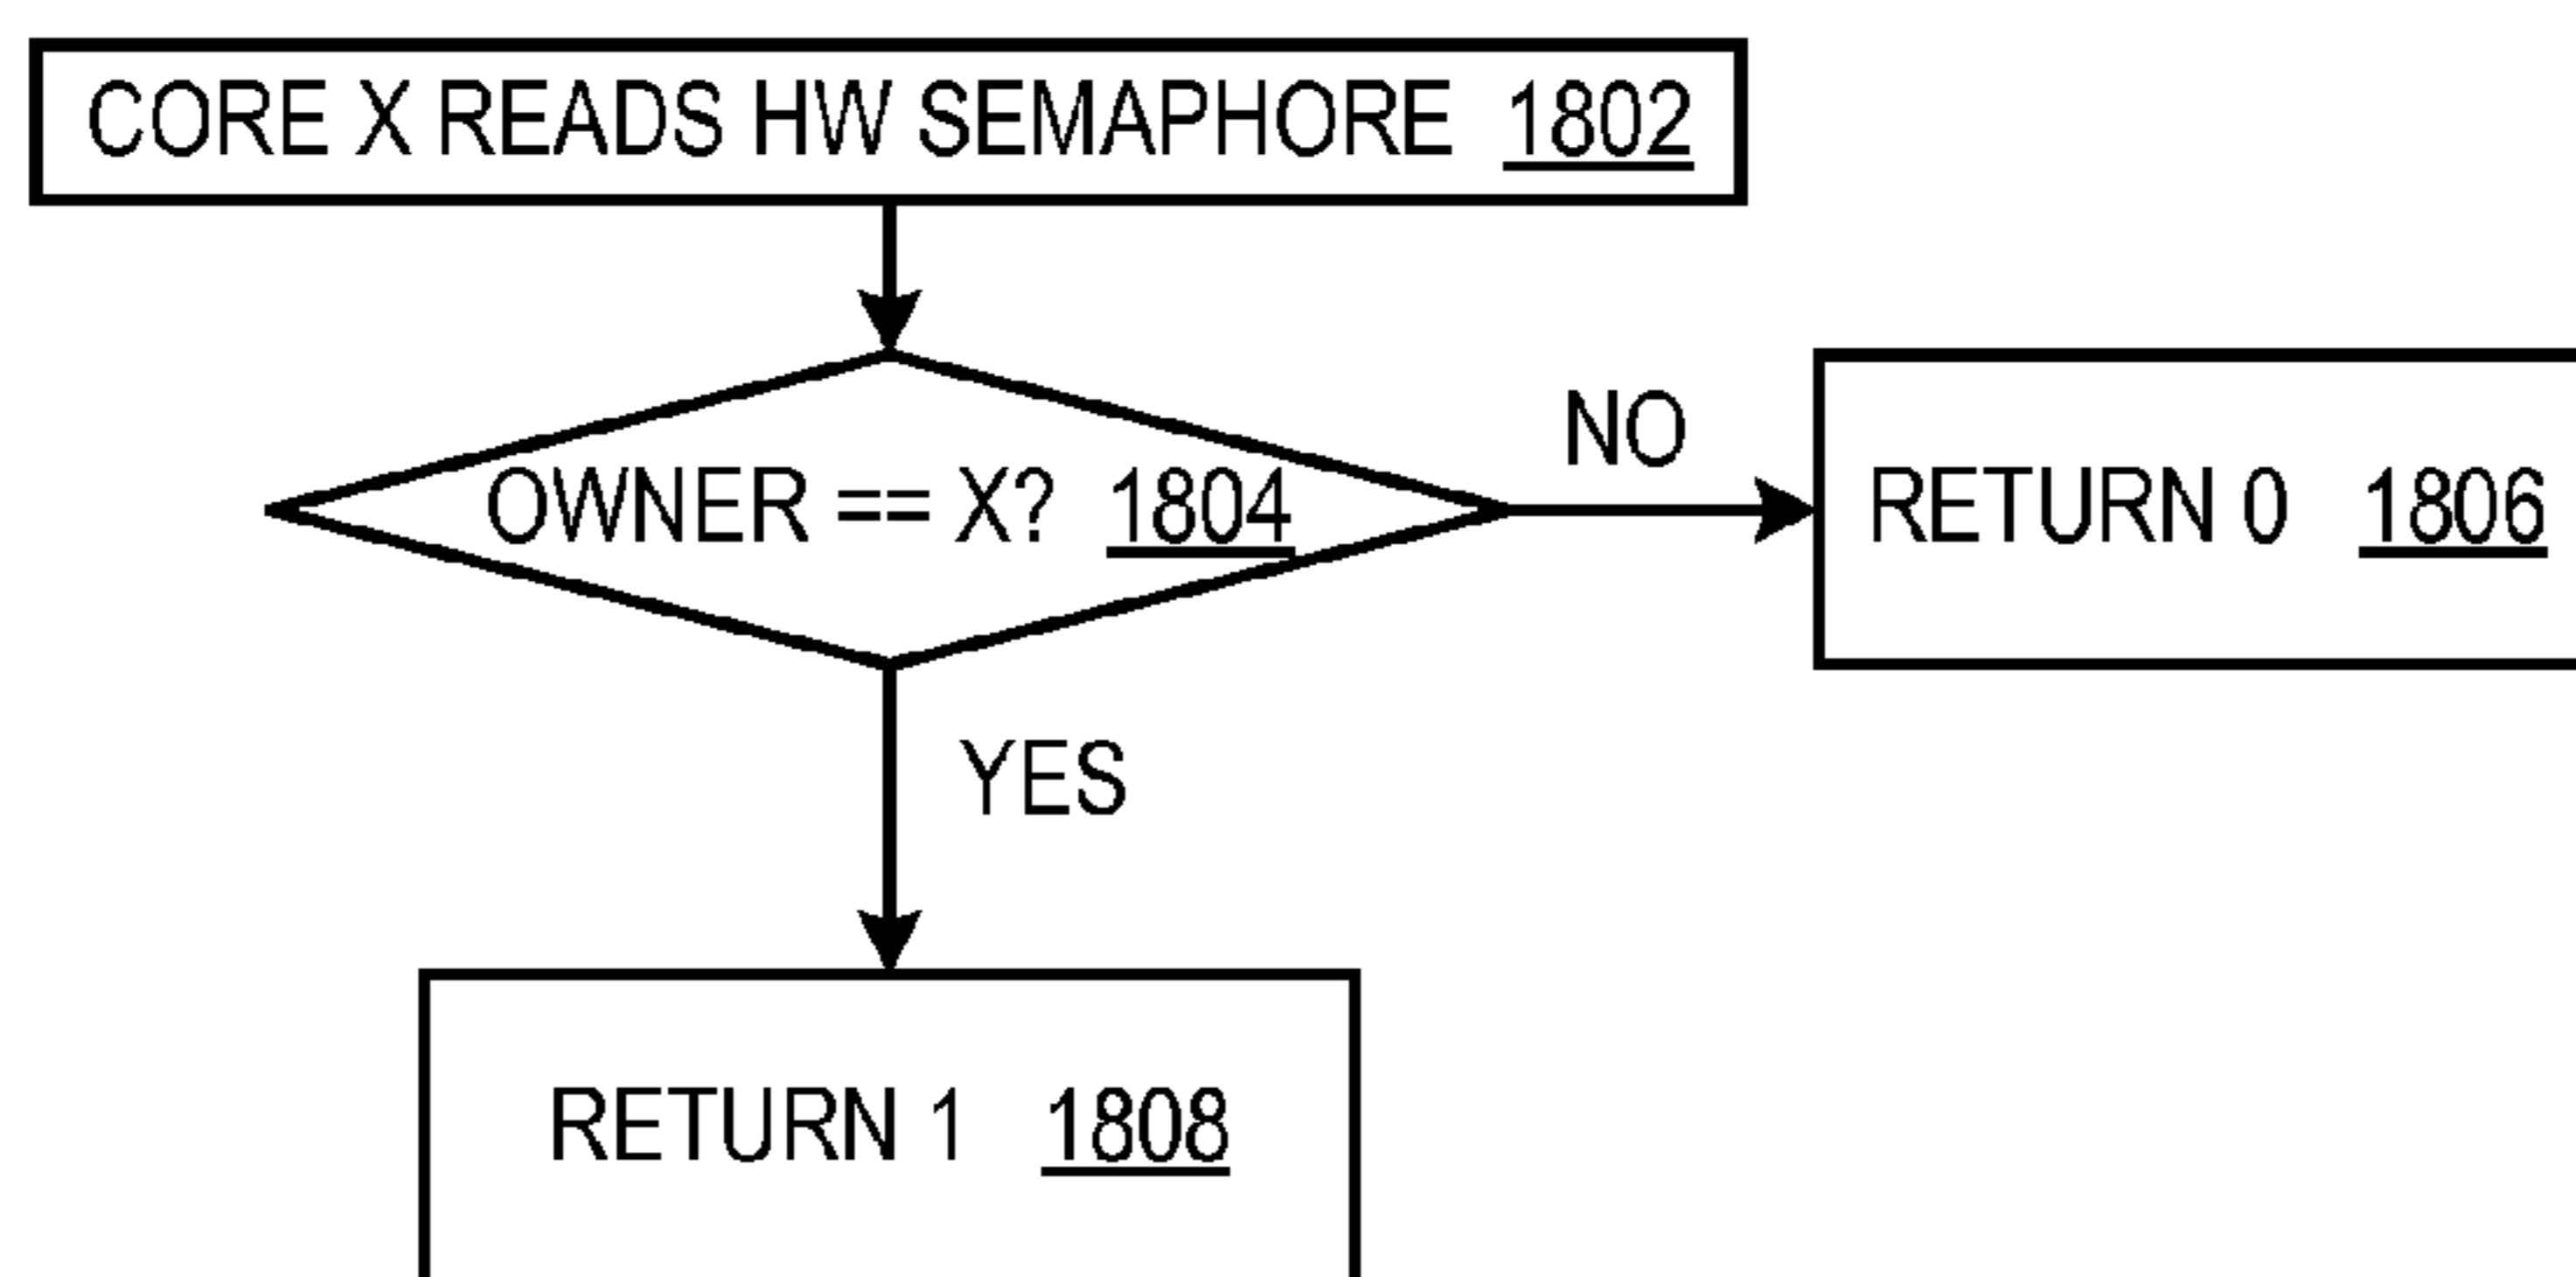 CORE X READS HW SEMAPHORE 1802
OWNER == X? 1804
NO
RETURN 0 1806
YES
RETURN 1 1808